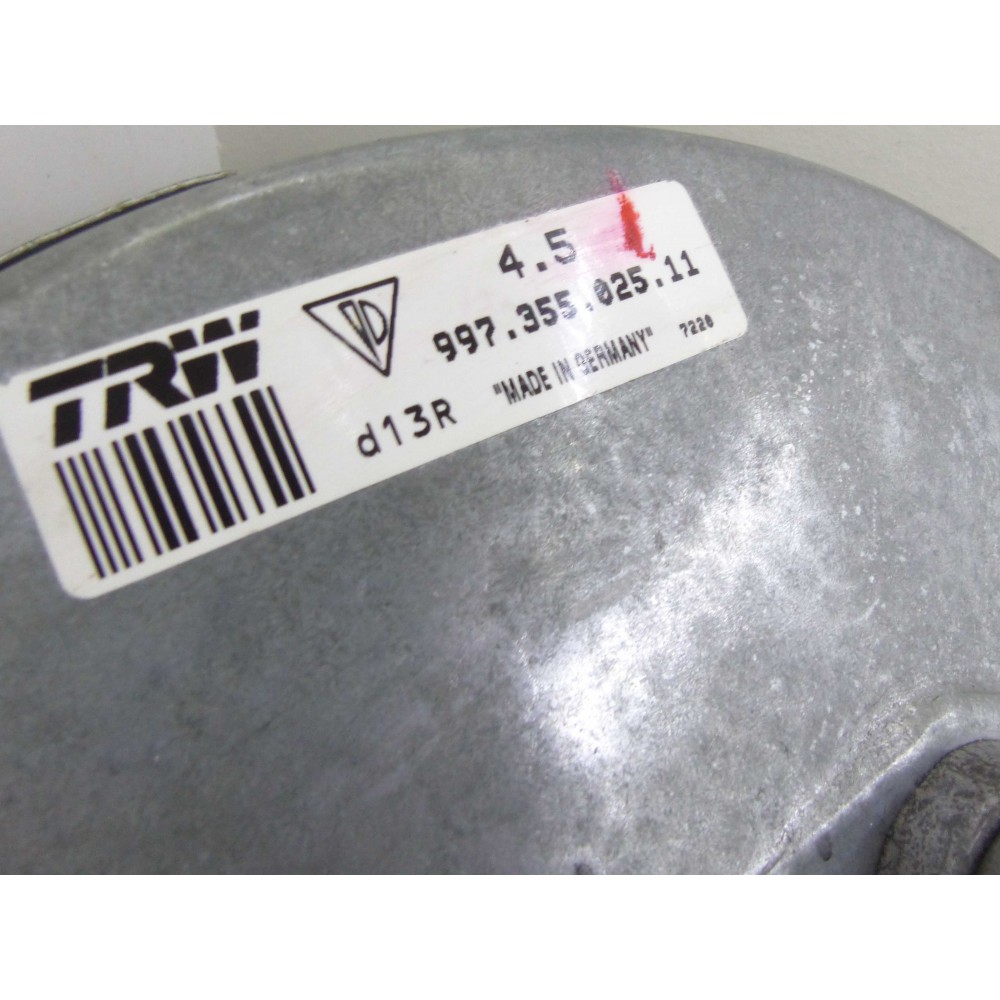 TRW
4.5
997.355.025.11
d13R
"MADE IN GERMANY" 7220